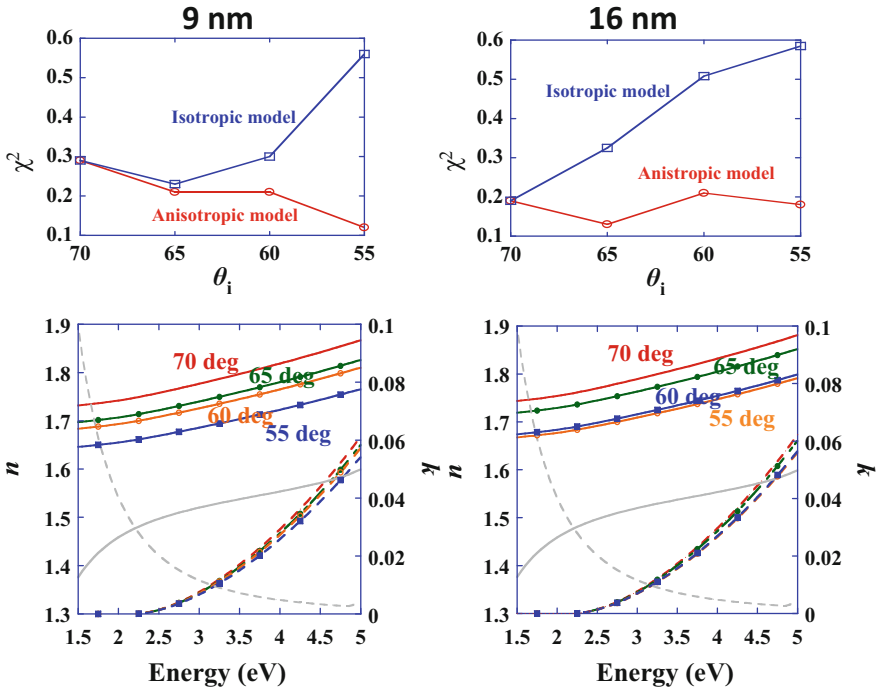 9 nm
16 nm
0.6
0.5
0.4
0.3
0.2
0.1
χ2
Isotropic model
Anisotropic model
70
65
60
55
θi
0.6
0.5
0.4
0.3
0.2
0.1
χ2
Isotropic model
Anistropic model
70
65
60
55
θi
1.9
1.8
1.7
1.6
1.5
1.4
1.3
n
70 deg
65 deg
60 deg
55 deg
0.1
0.08
0.06
0.04
0.02
0
k
1.5 2 2.5 3 3.5 4 4.5 5
Energy (eV)
1.9
1.8
1.7
1.6
1.5
1.4
1.3
n
70 deg
65 deg
60 deg
55 deg
0.1
0.08
0.06
0.04
0.02
0
k
1.5 2 2.5 3 3.5 4 4.5 5
Energy (eV)